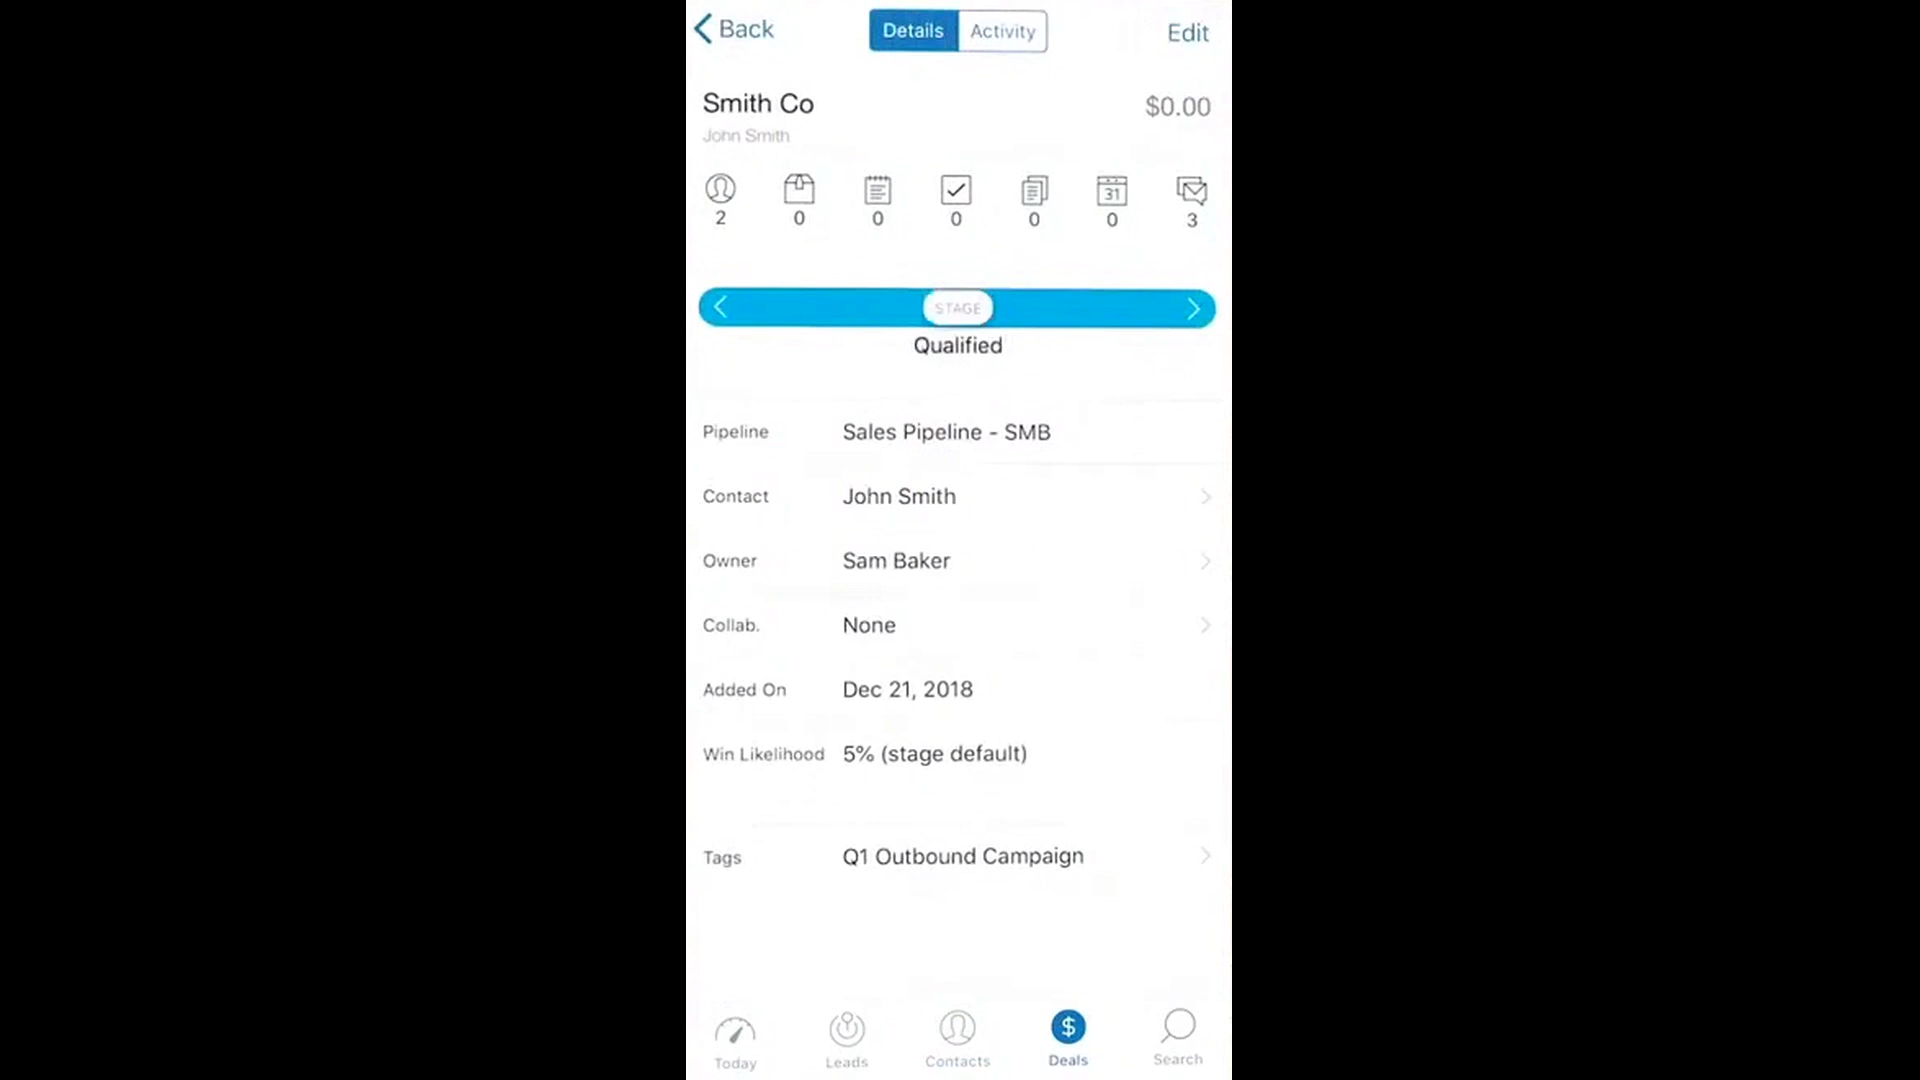 Back Details Activity Edit
Smith Co $0.00
John Smith
31
2 0 0 0 0 0 3
STAGE
Qualified
Pipeline Sales Pipeline - SMB
Contact John Smith
Owner Sam Baker
Collab. None
Added On Dec 21, 2018
Win Likelihood 5% (stage default)
Tags Q1 Outbound Campaign
$
Today Leads Contacts Deals Search